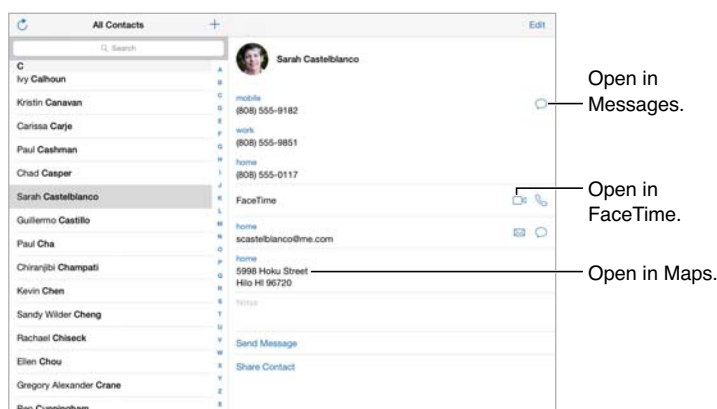 All Contacts
+
Edit
Search
C
Ivy Calhoun
Kristin Canavan
Carissa Carje
Paul Cashman
Chad Casper
Sarah Castelblanco
Guillermo Castillo
Paul Cha
Chiranjibi Champati
Kevin Chen
Sandy Wilder Cheng
Rachael Chiseck
Ellen Chou
Gregory Alexander Crane
Ben Cunningham
A
B
C
D
E
F
G
H
I
J
K
L
M
N
O
P
Q
R
S
T
U
V
W
X
Y
Z
#
Sarah Castelblanco
mobile
(808) 555-9182
work
(808) 555-9851
home
(808) 555-0117
FaceTime
home
scastelblanco@me.com
home
5998 Hoku Street
Hilo HI 96720
Notes
Send Message
Share Contact
Open in
Messages.
Open in
FaceTime.
Open in Maps.